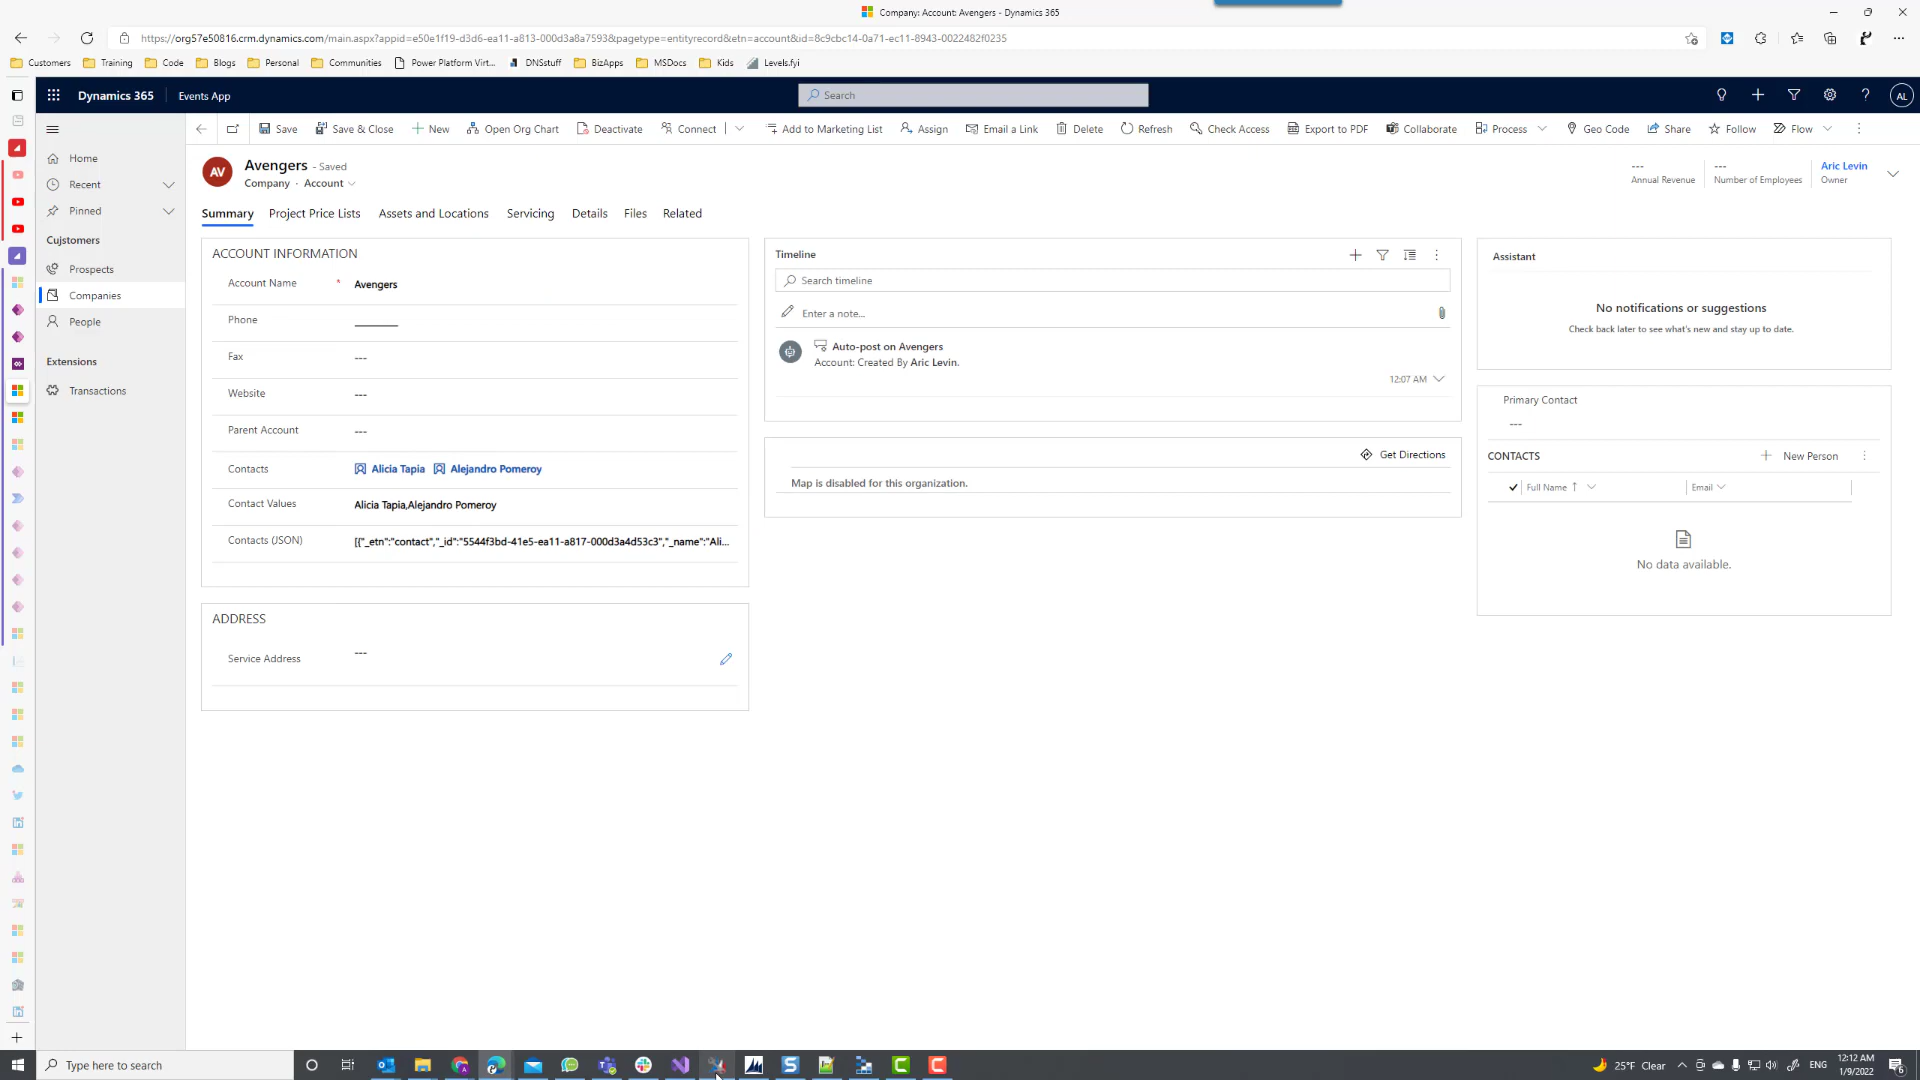 Company: Account: Avengers - Dynamics 365
https://org57e50816.crm.dynamics.com/main.aspx?appid=e50e1f19-d3d6-ea11-a813-000d3a8a7593&pagetype=entityrecord&etn=account&id=8c9cbc14-0a71-ec11-8943-0022482f0235
Customers Training Code Blogs Personal Communities Power Platform Virt... DNSstuff BizApps MSDocs Kids Levels.fyi
Dynamics 365 Events App Search AL
Save Save & Close New Open Org Chart Deactivate Connect Add to Marketing List Assign Email a Link Delete Refresh Check Access Export to PDF Collaborate Process Geo Code Share Follow Flow
Home
Recent
Pinned
Cujstomers
Prospects
Companies
People
Extensions
Transactions
AV
Avengers - Saved
Company · Account
---
Annual Revenue
---
Number of Employees
Aric Levin
Owner
Summary Project Price Lists Assets and Locations Servicing Details Files Related
ACCOUNT INFORMATION
Account Name * Avengers
Phone
Fax ---
Website ---
Parent Account ---
Contacts Alicia Tapia Alejandro Pomeroy
Contact Values Alicia Tapia,Alejandro Pomeroy
Contacts (JSON) [{"_etn":"contact","_id":"5544f3bd-41e5-ea11-a817-000d3a4d53c3","_name":"Ali...
ADDRESS
Service Address ---
Timeline
Search timeline
Enter a note...
Auto-post on Avengers
Account: Created By Aric Levin.
12:07 AM
Get Directions
Map is disabled for this organization.
Assistant
No notifications or suggestions
Check back later to see what's new and stay up to date.
Primary Contact
---
CONTACTS New Person
Full Name ↑ Email
No data available.
Type here to search
25°F Clear ENG
12:12 AM
1/9/2022
6